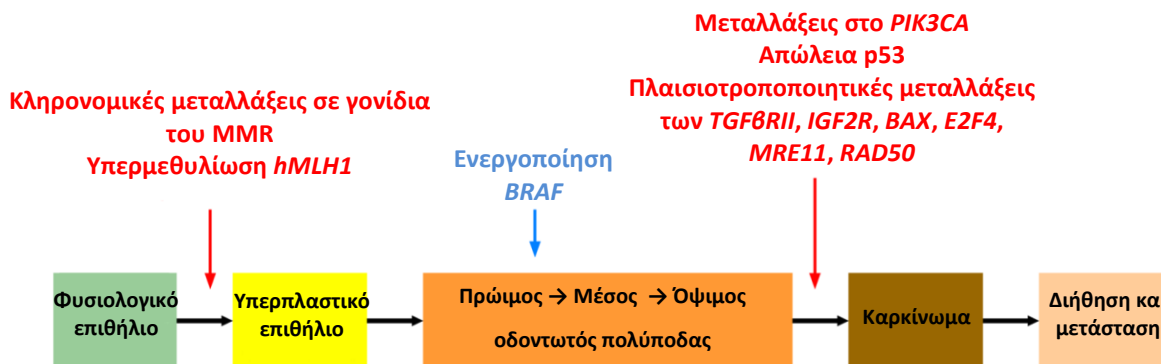 Μεταλλάξεις στο PIK3CA
Απώλεια p53
Πλαισιοτροποποιητικές μεταλλάξεις
των TGFβRII, IGF2R, BAX, E2F4,
MRE11, RAD50
Κληρονομικές μεταλλάξεις σε γονίδια
του MMR
Υπερμεθυλίωση hMLH1
Ενεργοποίηση
BRAF
Φυσιολογικό
επιθήλιο
Υπερπλαστικό
επιθήλιο
Πρώιμος → Μέσος → Όψιμος
οδοντωτός πολύποδας
Καρκίνωμα
Διήθηση κα
μετάσταση